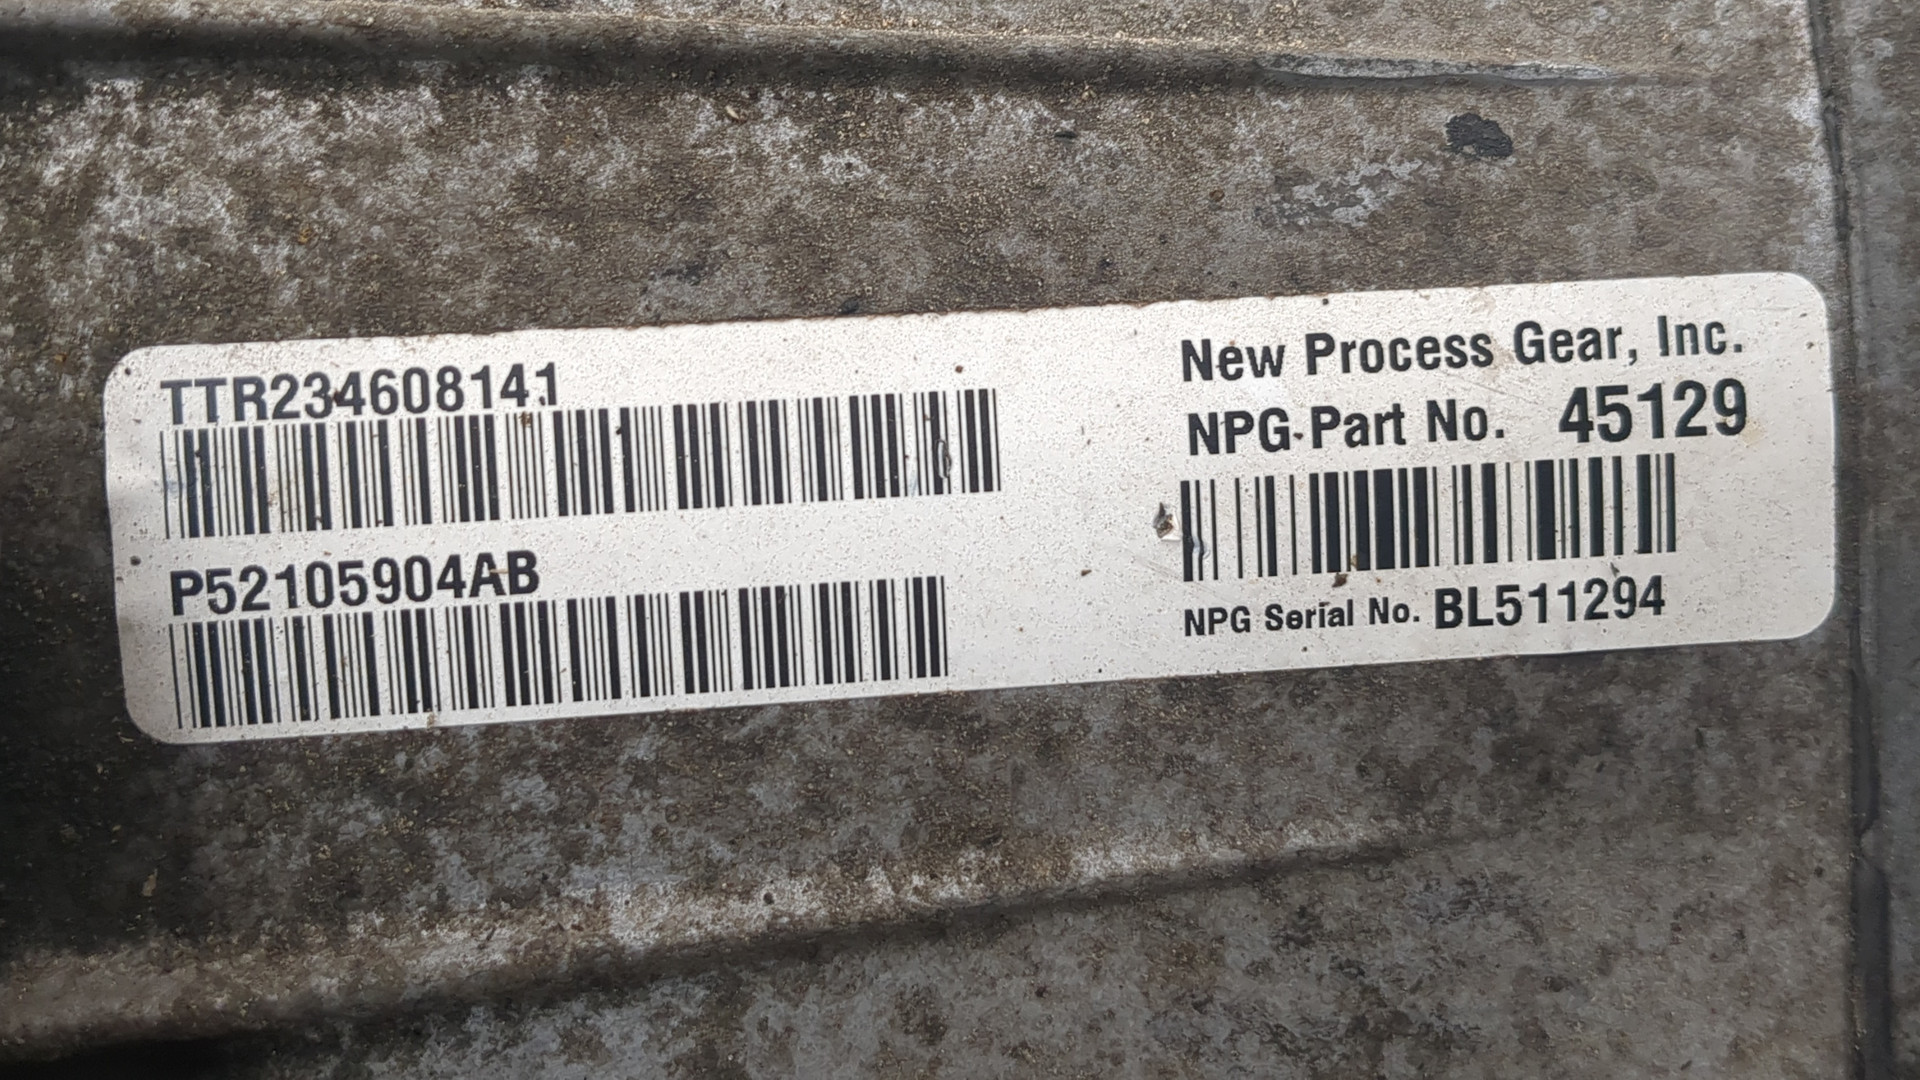 TTR234608141
P52105904AB
New Process Gear, Inc.
NPG Part No. 45129
NPG Serial No. BL511294